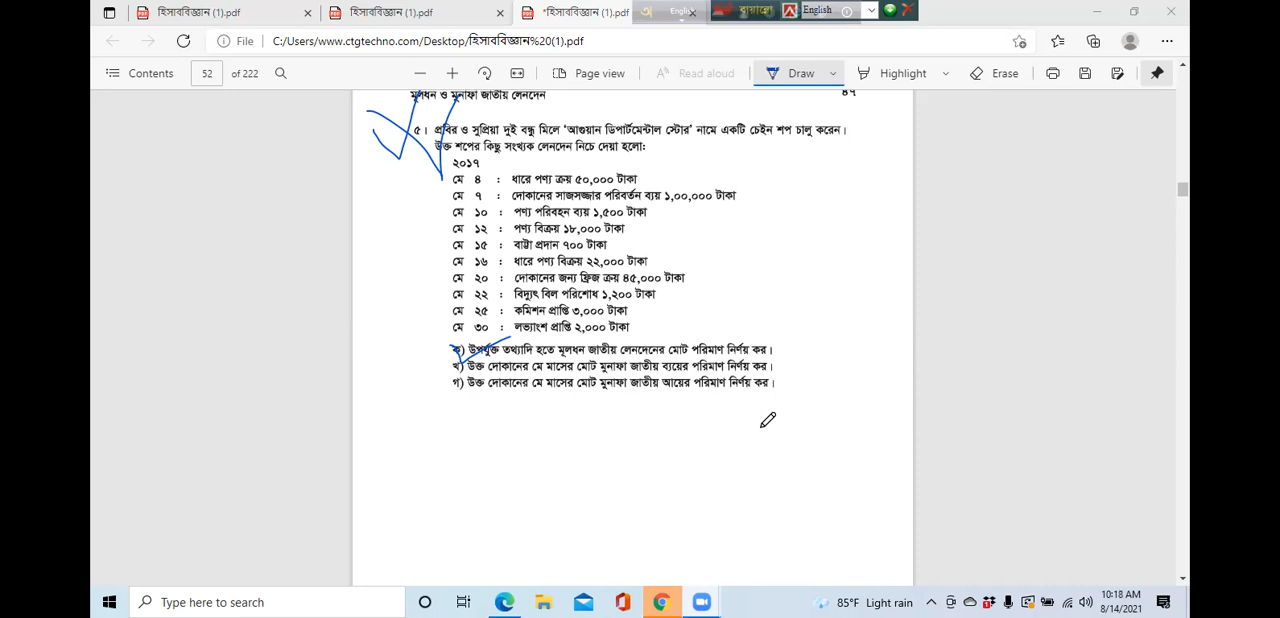 হিসাববিজ্ঞান (1).pdf
হিসাববিজ্ঞান (1).pdf
*হিসাববিজ্ঞান (1).pdf
English
English
File
C:/Users/www.ctgtechno.com/Desktop/হিসাববিজ্ঞান%20(1).pdf
Contents
52
of 222
Page view
Read aloud
Draw
Highlight
Erase
মূলধন ও মুনাফা জাতীয় লেনদেন
৪৭
৫। প্রবির ও সুপ্রিয়া দুই বন্ধু মিলে 'আগুয়ান ডিপার্টমেন্টাল স্টোর' নামে একটি চেইন শপ চালু করেন।
উক্ত শপের কিছু সংখ্যক লেনদেন নিচে দেয়া হলো:
২০১৭
মে ৪ : ধারে পণ্য ক্রয় ৫০,০০০ টাকা
মে ৭ : দোকানের সাজসজ্জার পরিবর্তন ব্যয় ১,০০,০০০ টাকা
মে ১০ : পণ্য পরিবহন ব্যয় ১,৫০০ টাকা
মে ১২ : পণ্য বিক্রয় ১৮,০০০ টাকা
মে ১৫ : বাট্টা প্রদান ৭০০ টাকা
মে ১৬ : ধারে পণ্য বিক্রয় ২২,০০০ টাকা
মে ২০ : দোকানের জন্য ফ্রিজ ক্রয় ৪৫,০০০ টাকা
মে ২২ : বিদ্যুৎ বিল পরিশোধ ১,২০০ টাকা
মে ২৫ : কমিশন প্রাপ্তি ৩,০০০ টাকা
মে ৩০ : লভ্যাংশ প্রাপ্তি ২,০০০ টাকা
ক) উপর্যুক্ত তথ্যাদি হতে মূলধন জাতীয় লেনদেনের মোট পরিমাণ নির্ণয় কর।
খ) উক্ত দোকানের মে মাসের মোট মুনাফা জাতীয় ব্যয়ের পরিমাণ নির্ণয় কর।
গ) উক্ত দোকানের মে মাসের মোট মুনাফা জাতীয় আয়ের পরিমাণ নির্ণয় কর।
Type here to search
85°F Light rain
10:18 AM
8/14/2021